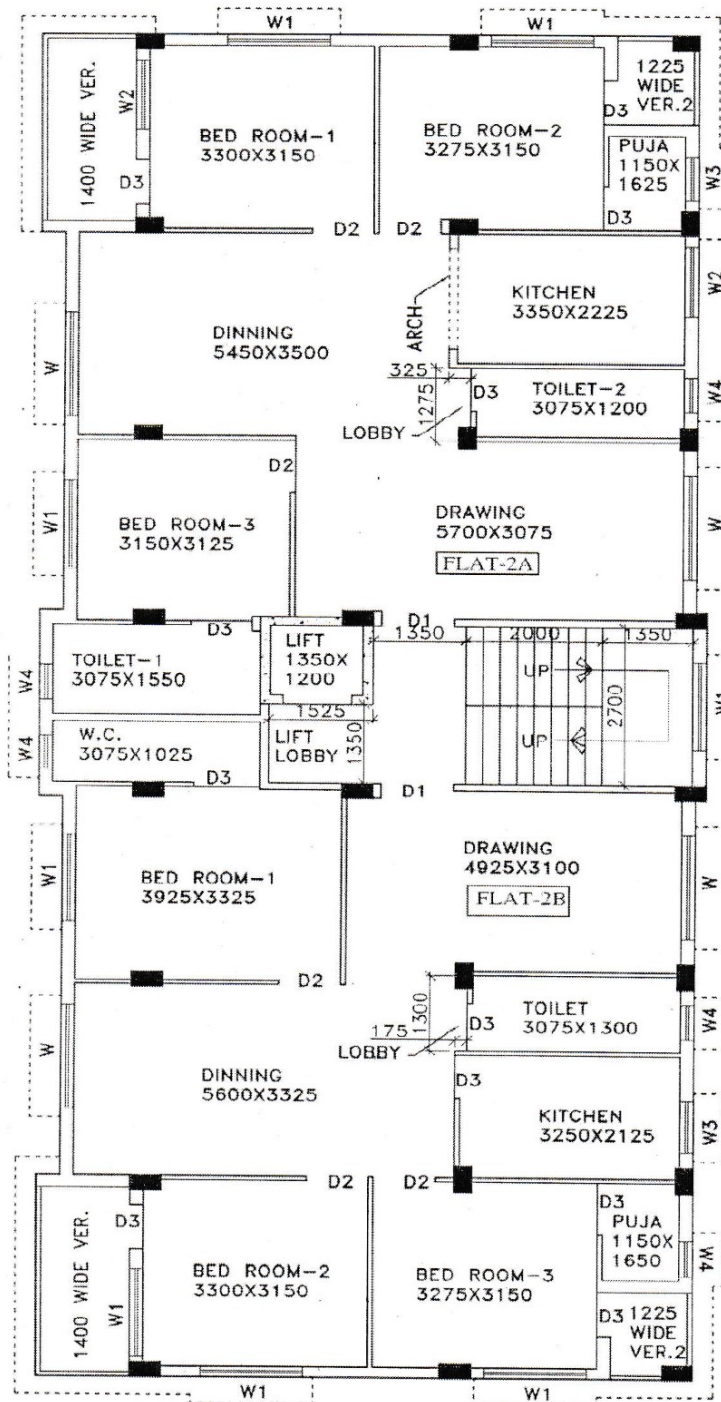 W1
W1
1400 WIDE VER.
W2
D3
BED ROOM-1
3300X3150
BED ROOM-2
3275X3150
1225
WIDE
VER.2
D3
PUJA
1150X
1625
D3
W3
D2
D2
W2
KITCHEN
3350X2225
ARCH
DINNING
5450X3500
W
325
1275
D3
TOILET-2
3075X1200
W4
LOBBY
D2
W1
BED ROOM-3
3150X3125
DRAWING
5700X3075
FLAT-2A
W
D3
D1
1350
2000
1350
TOILET-1
3075X1550
W4
LIFT
1350X
1200
UP
2700
W1
1525
W.C.
3075X1025
W4
LIFT
LOBBY
1350
UP
D3
D1
W1
BED ROOM-1
3925X3325
DRAWING
4925X3100
FLAT-2B
W
D2
1300
D3
TOILET
3075X1300
W4
175
LOBBY
W
DINNING
5600X3325
D3
KITCHEN
3250X2125
W3
D2
D2
1400 WIDE VER.
D3
W1
BED ROOM-2
3300X3150
BED ROOM-3
3275X3150
D3
PUJA
1150X
1650
W4
D3
1225
WIDE
VER.2
W1
W1